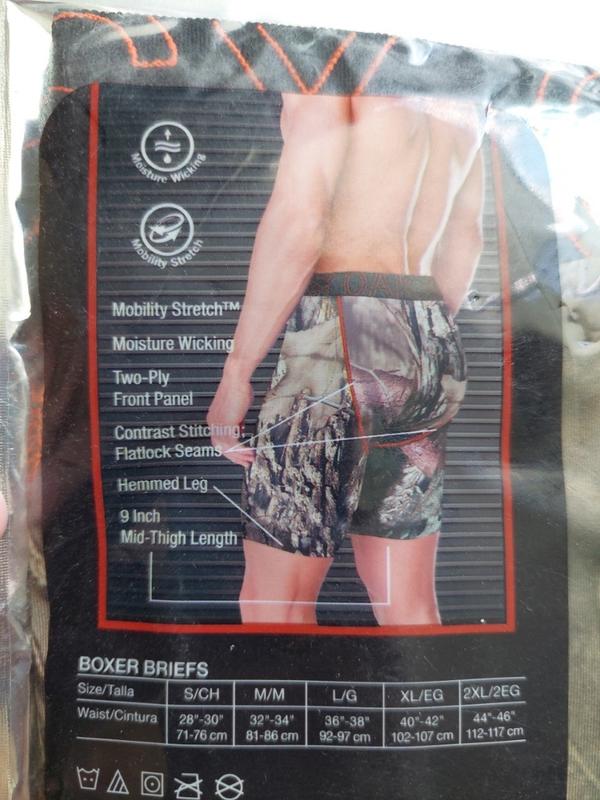 Moisture Wicking
Mobility Stretch
Mobility Stretch™
Moisture Wicking
Two-Ply
Front Panel
Contrast Stitching:
Flatlock Seams
Hemmed Leg
9 Inch
Mid-Thigh Length
BOXER BRIEFS
Size/Talla S/CH M/M L/G XL/EG 2XL/2EG
Waist/Cintura 28"-30" 32"-34" 36"-38" 40"-42" 44"-46"
71-76 cm 81-86 cm 92-97 cm 102-107 cm 112-117 cm